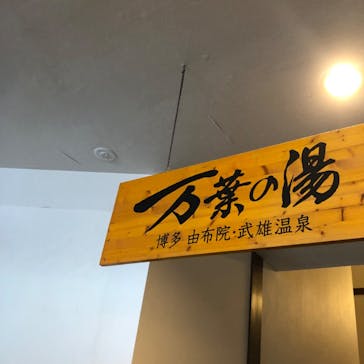 万葉の湯
博多 由布院・武雄温泉